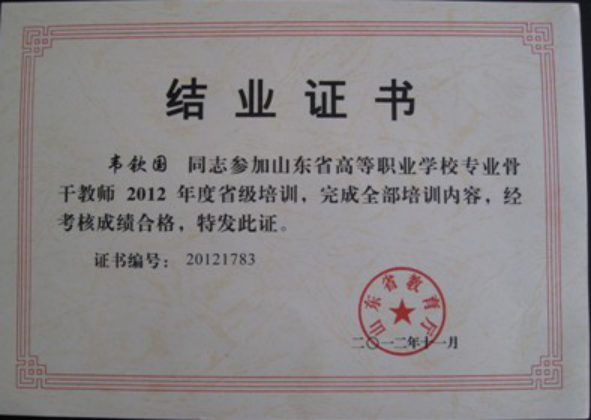 结业证书
韦钦国 同志参加山东省高等职业学校专业骨
干教师 2012 年度省级培训，完成全部培训内容，经
考核成绩合格，特发此证。
证书编号： 20121783
山东省教育厅
二〇一二年十一月